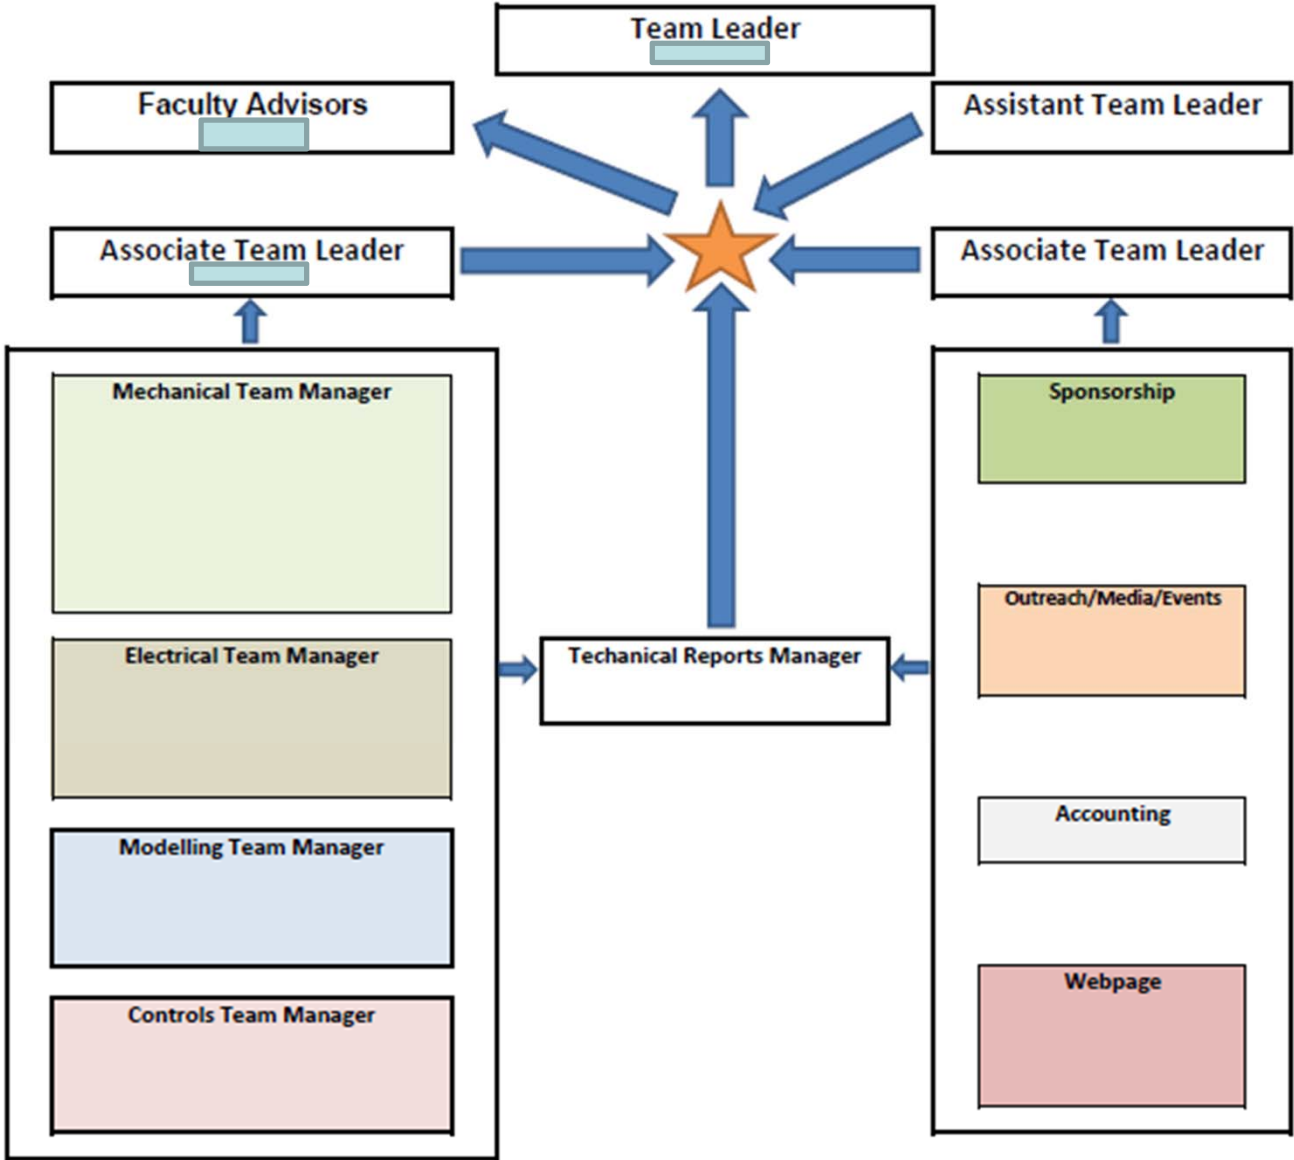 Team Leader
Faculty Advisors
Assistant Team Leader
Associate Team Leader
Associate Team Leader
Mechanical Team Manager
Electrical Team Manager
Modelling Team Manager
Controls Team Manager
Techanical Reports Manager
Sponsorship
Outreach/Media/Events
Accounting
Webpage